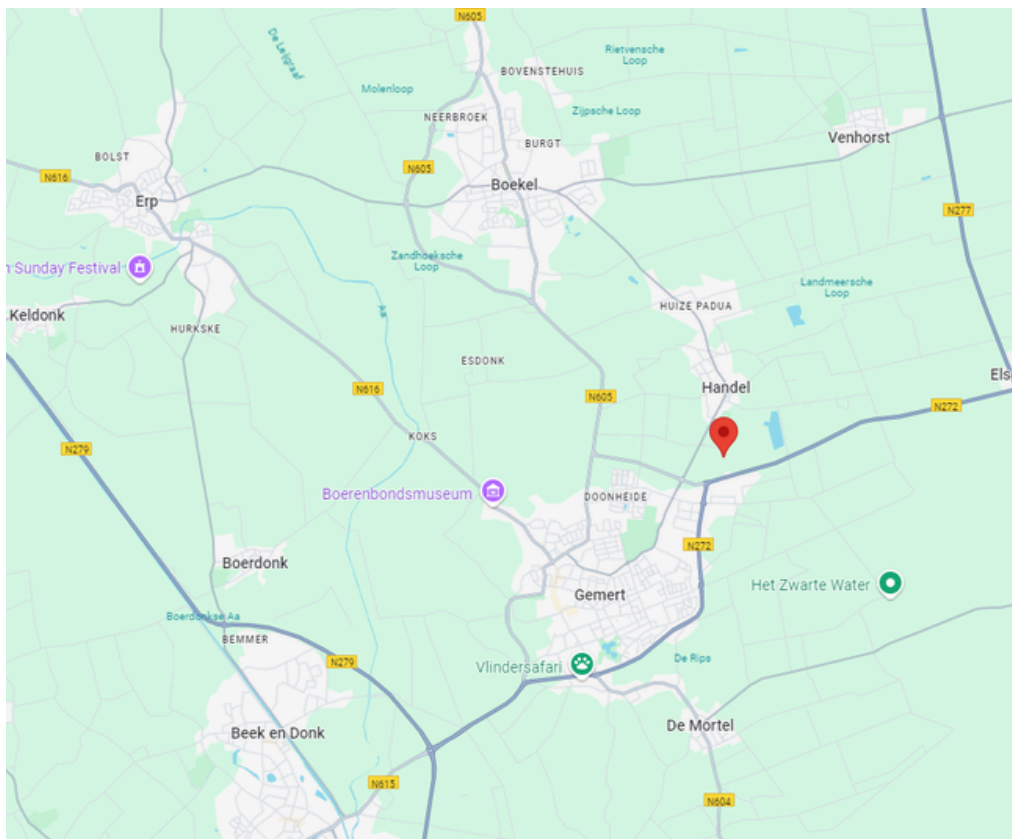 N605
De Leijgraaf
Rietvensche
Loop
BOVENSTEHUIS
Molenloop
Zijpsche Loop
NEERBROEK
Venhorst
BURGT
BOLST
N605
N616
Boekel
Erp
N277
Zandhoeksche
Loop
n Sunday Festival
Landmeersche
Loop
HUIZE PADUA
Keldonk
Aa
HURKSKE
ESDONK
Els
Handel
N616
N605
N272
KOKS
N279
Boerenbondsmuseum
DOONHEIDE
N272
Boerdonk
Het Zwarte Water
Gemert
Boerdonkse Aa
BEMMER
N279
De Rips
Vlindersafari
De Mortel
Beek en Donk
N615
N604